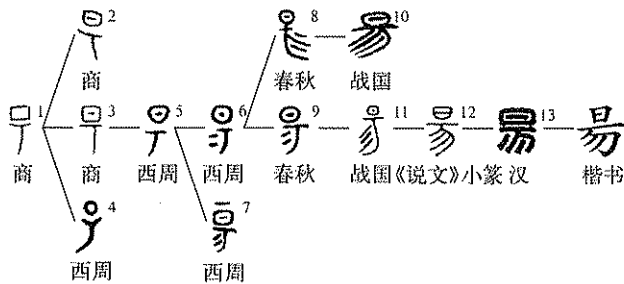 2 8 10
商 春秋 战国
1 3 5 6 9 11 12 13 昜
商 商 西周 西周 春秋 战国 《说文》小篆 汉 楷书
4 7
西周 西周